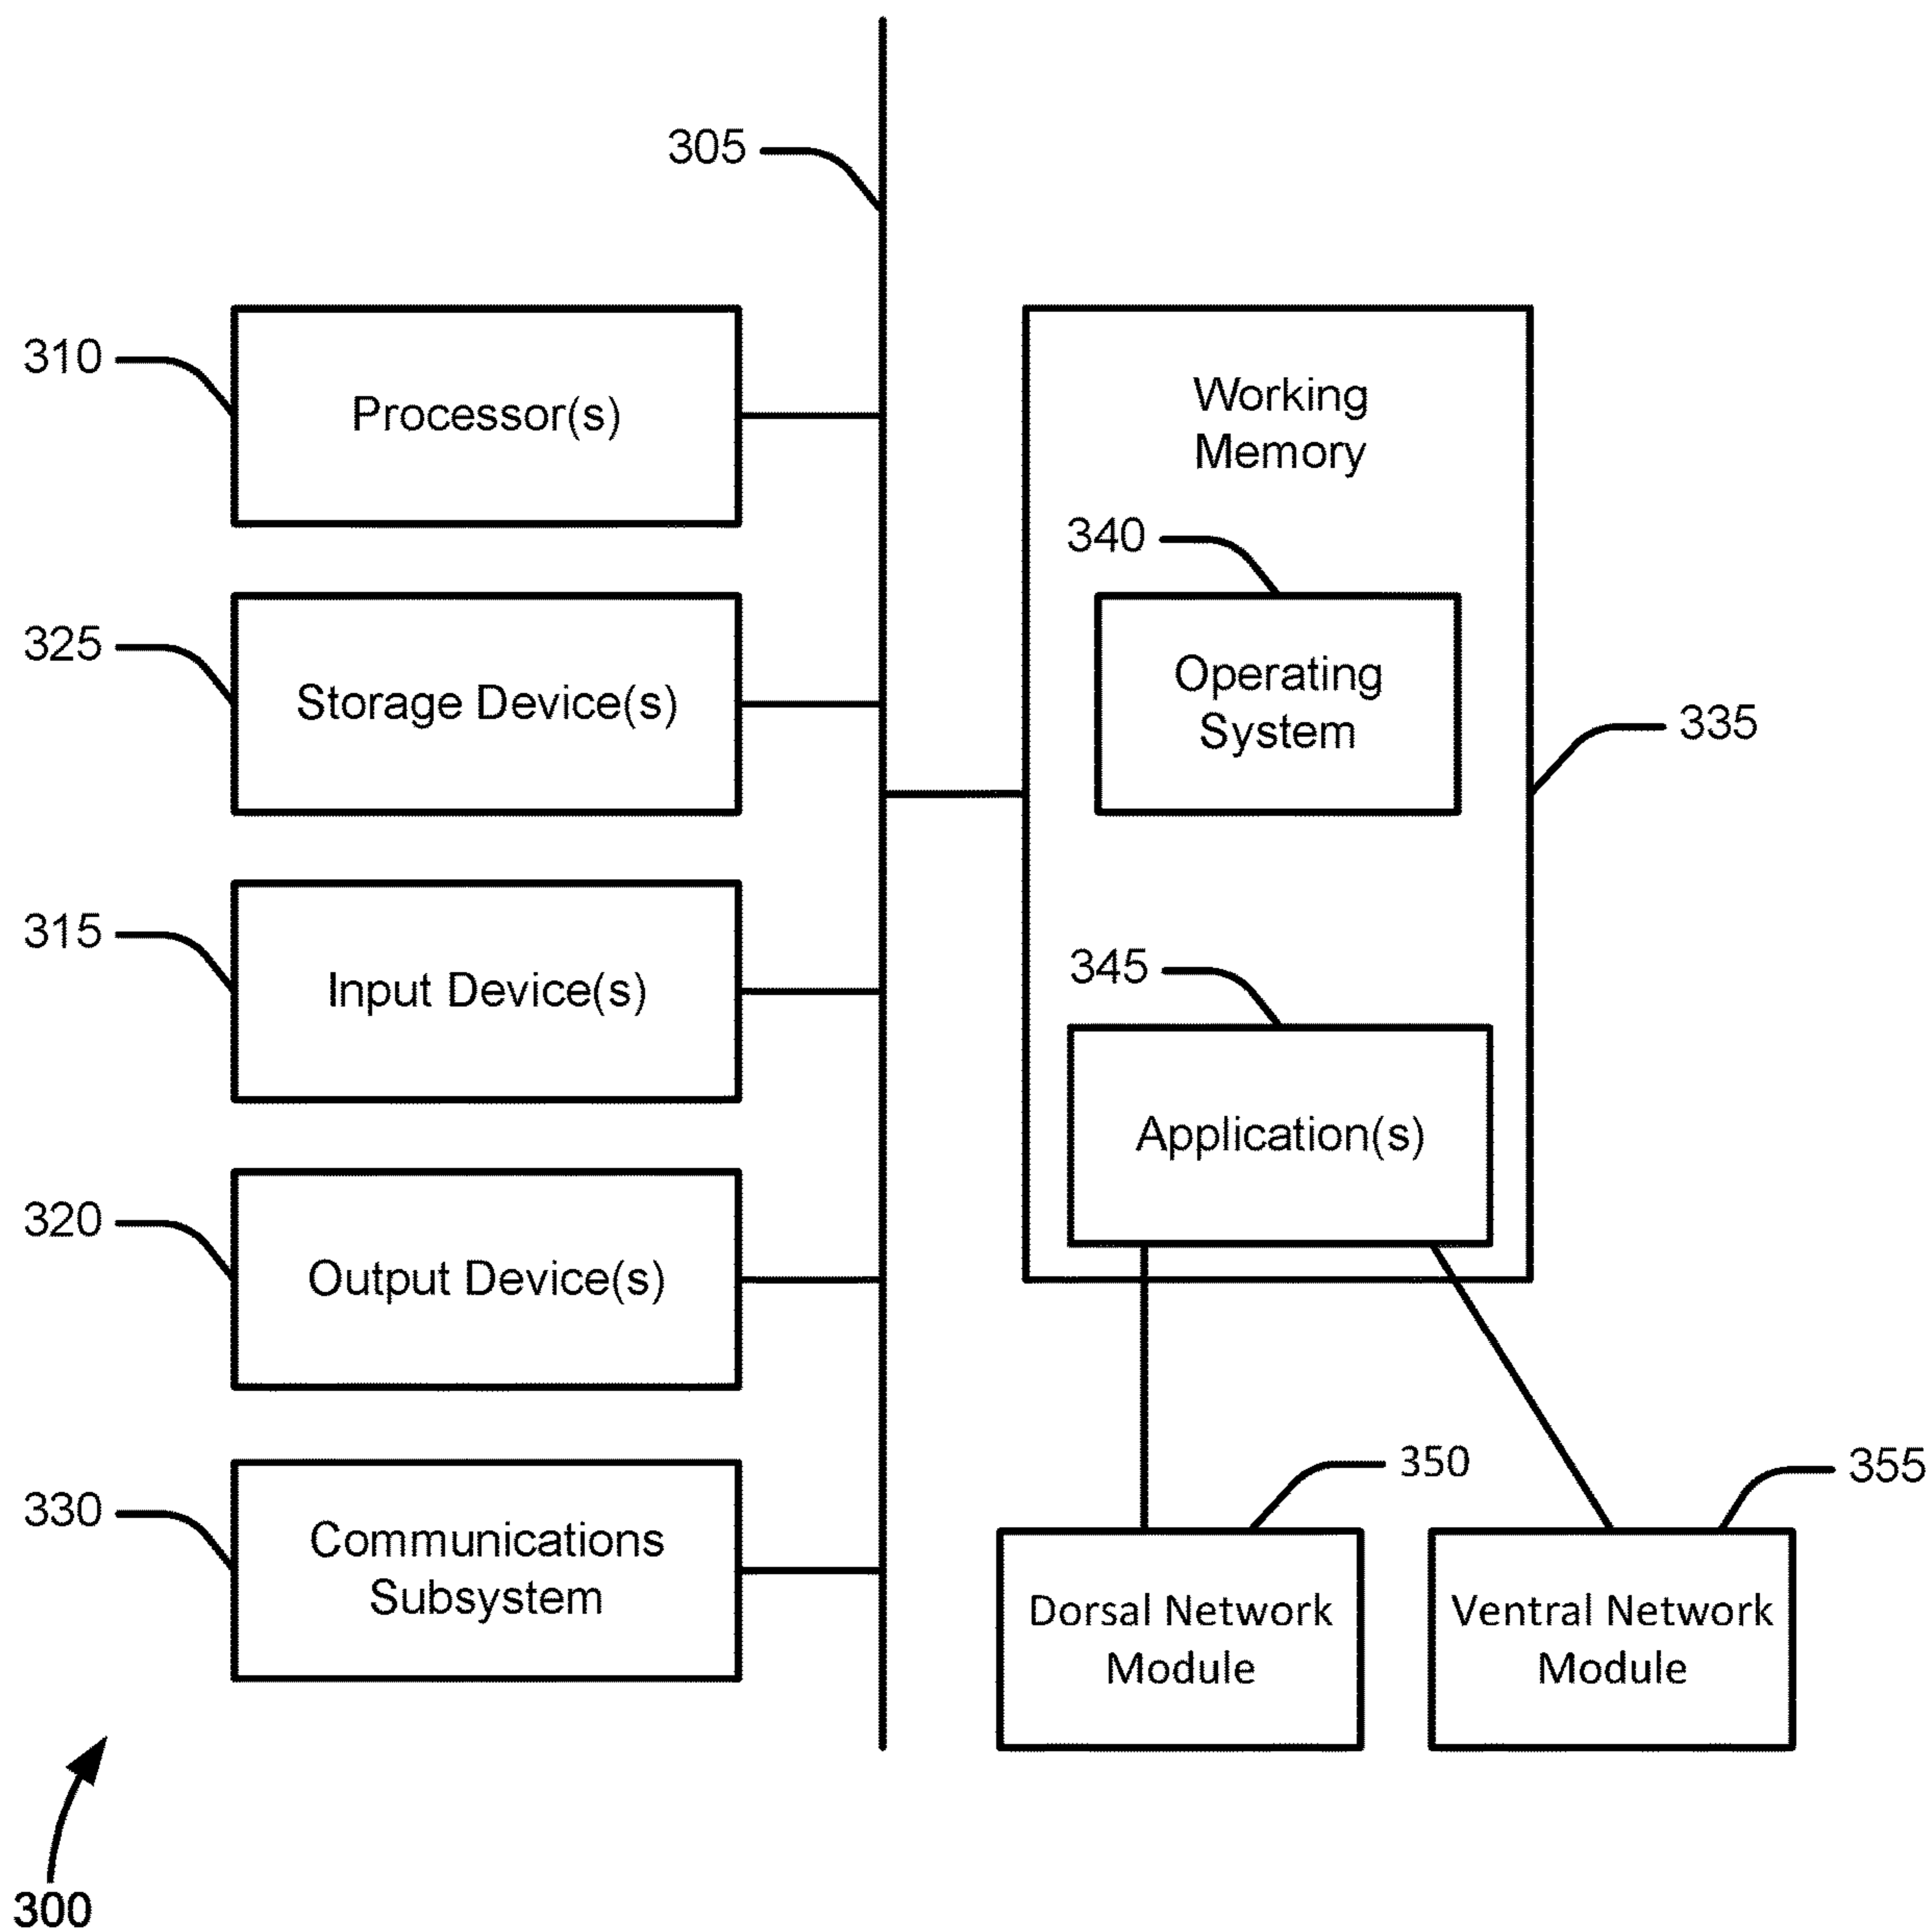 305
310
Processor(s)
Working
Memory
340
325
Storage Device(s)
Operating
System
335
315
Input Device(s)
345
Application(s)
320
Output Device(s)
330
Communications
Subsystem
350
355
Dorsal Network
Module
Ventral Network
Module
300